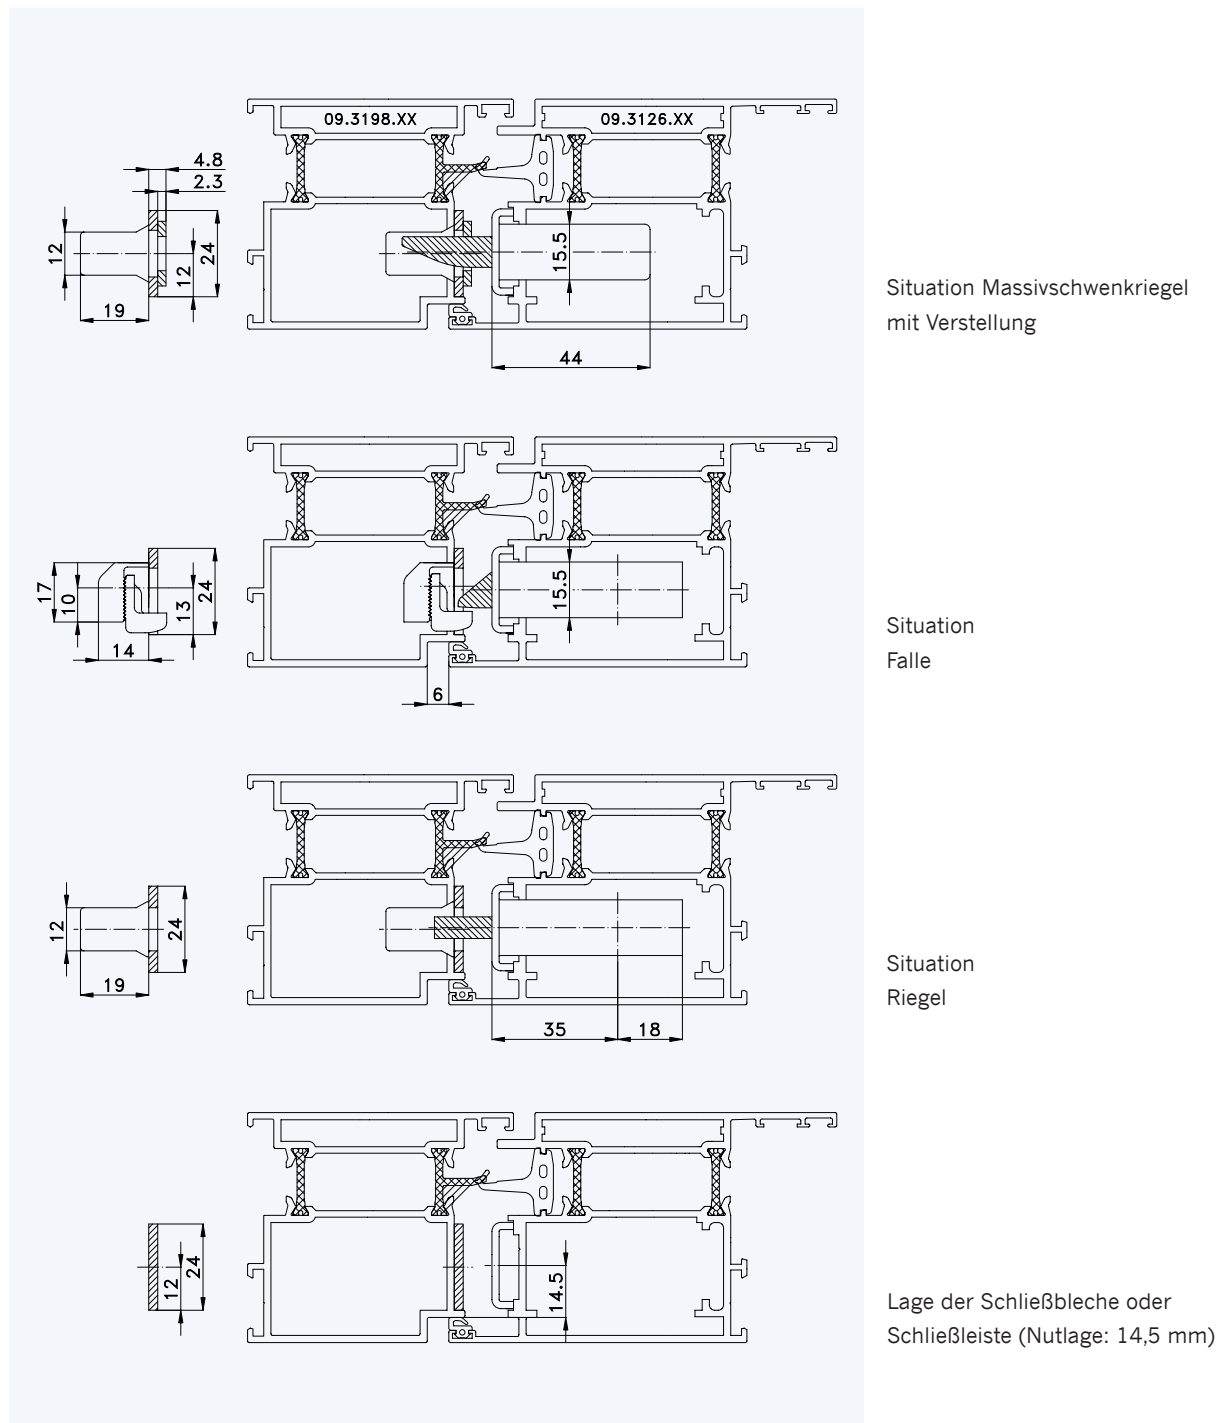 09.3198.XX
09.3126.XX
4.8
2.3
12
24
12
19
15.5
44
Situation Massivschwenkriegel
mit Verstellung
17
10
13
24
14
15.5
6
Situation
Falle
12
24
19
35
18
Situation
Riegel
12
24
14.5
Lage der Schließbleche oder
Schließleiste (Nutlage: 14,5 mm)